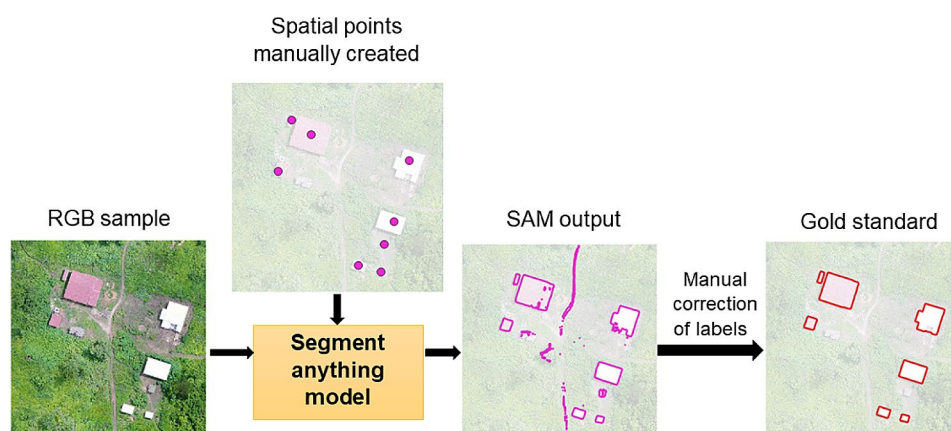 Spatial points
manually created
RGB sample
SAM output
Gold standard
Segment
anything
model
Manual
correction
of labels